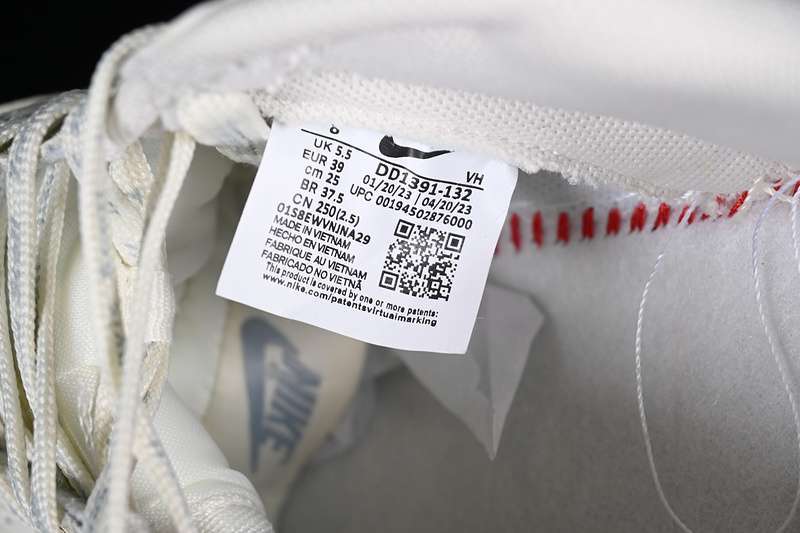 UK 5.5
EUR 39
cm 25
BR 37.5
CN 250(2.5)
VH
DD1391-132
01/20/23 | 04/20/23
UPC 00194502876000
0158EWVNJNA29
MADE IN VIETNAM
HECHO EN VIETNAM
FABRIQUE AU VIETNAM
FABRICADO NO VIETNÃ
This product is covered by one or more patents:
www.nike.com/patentsvirtualmarking
NIKE